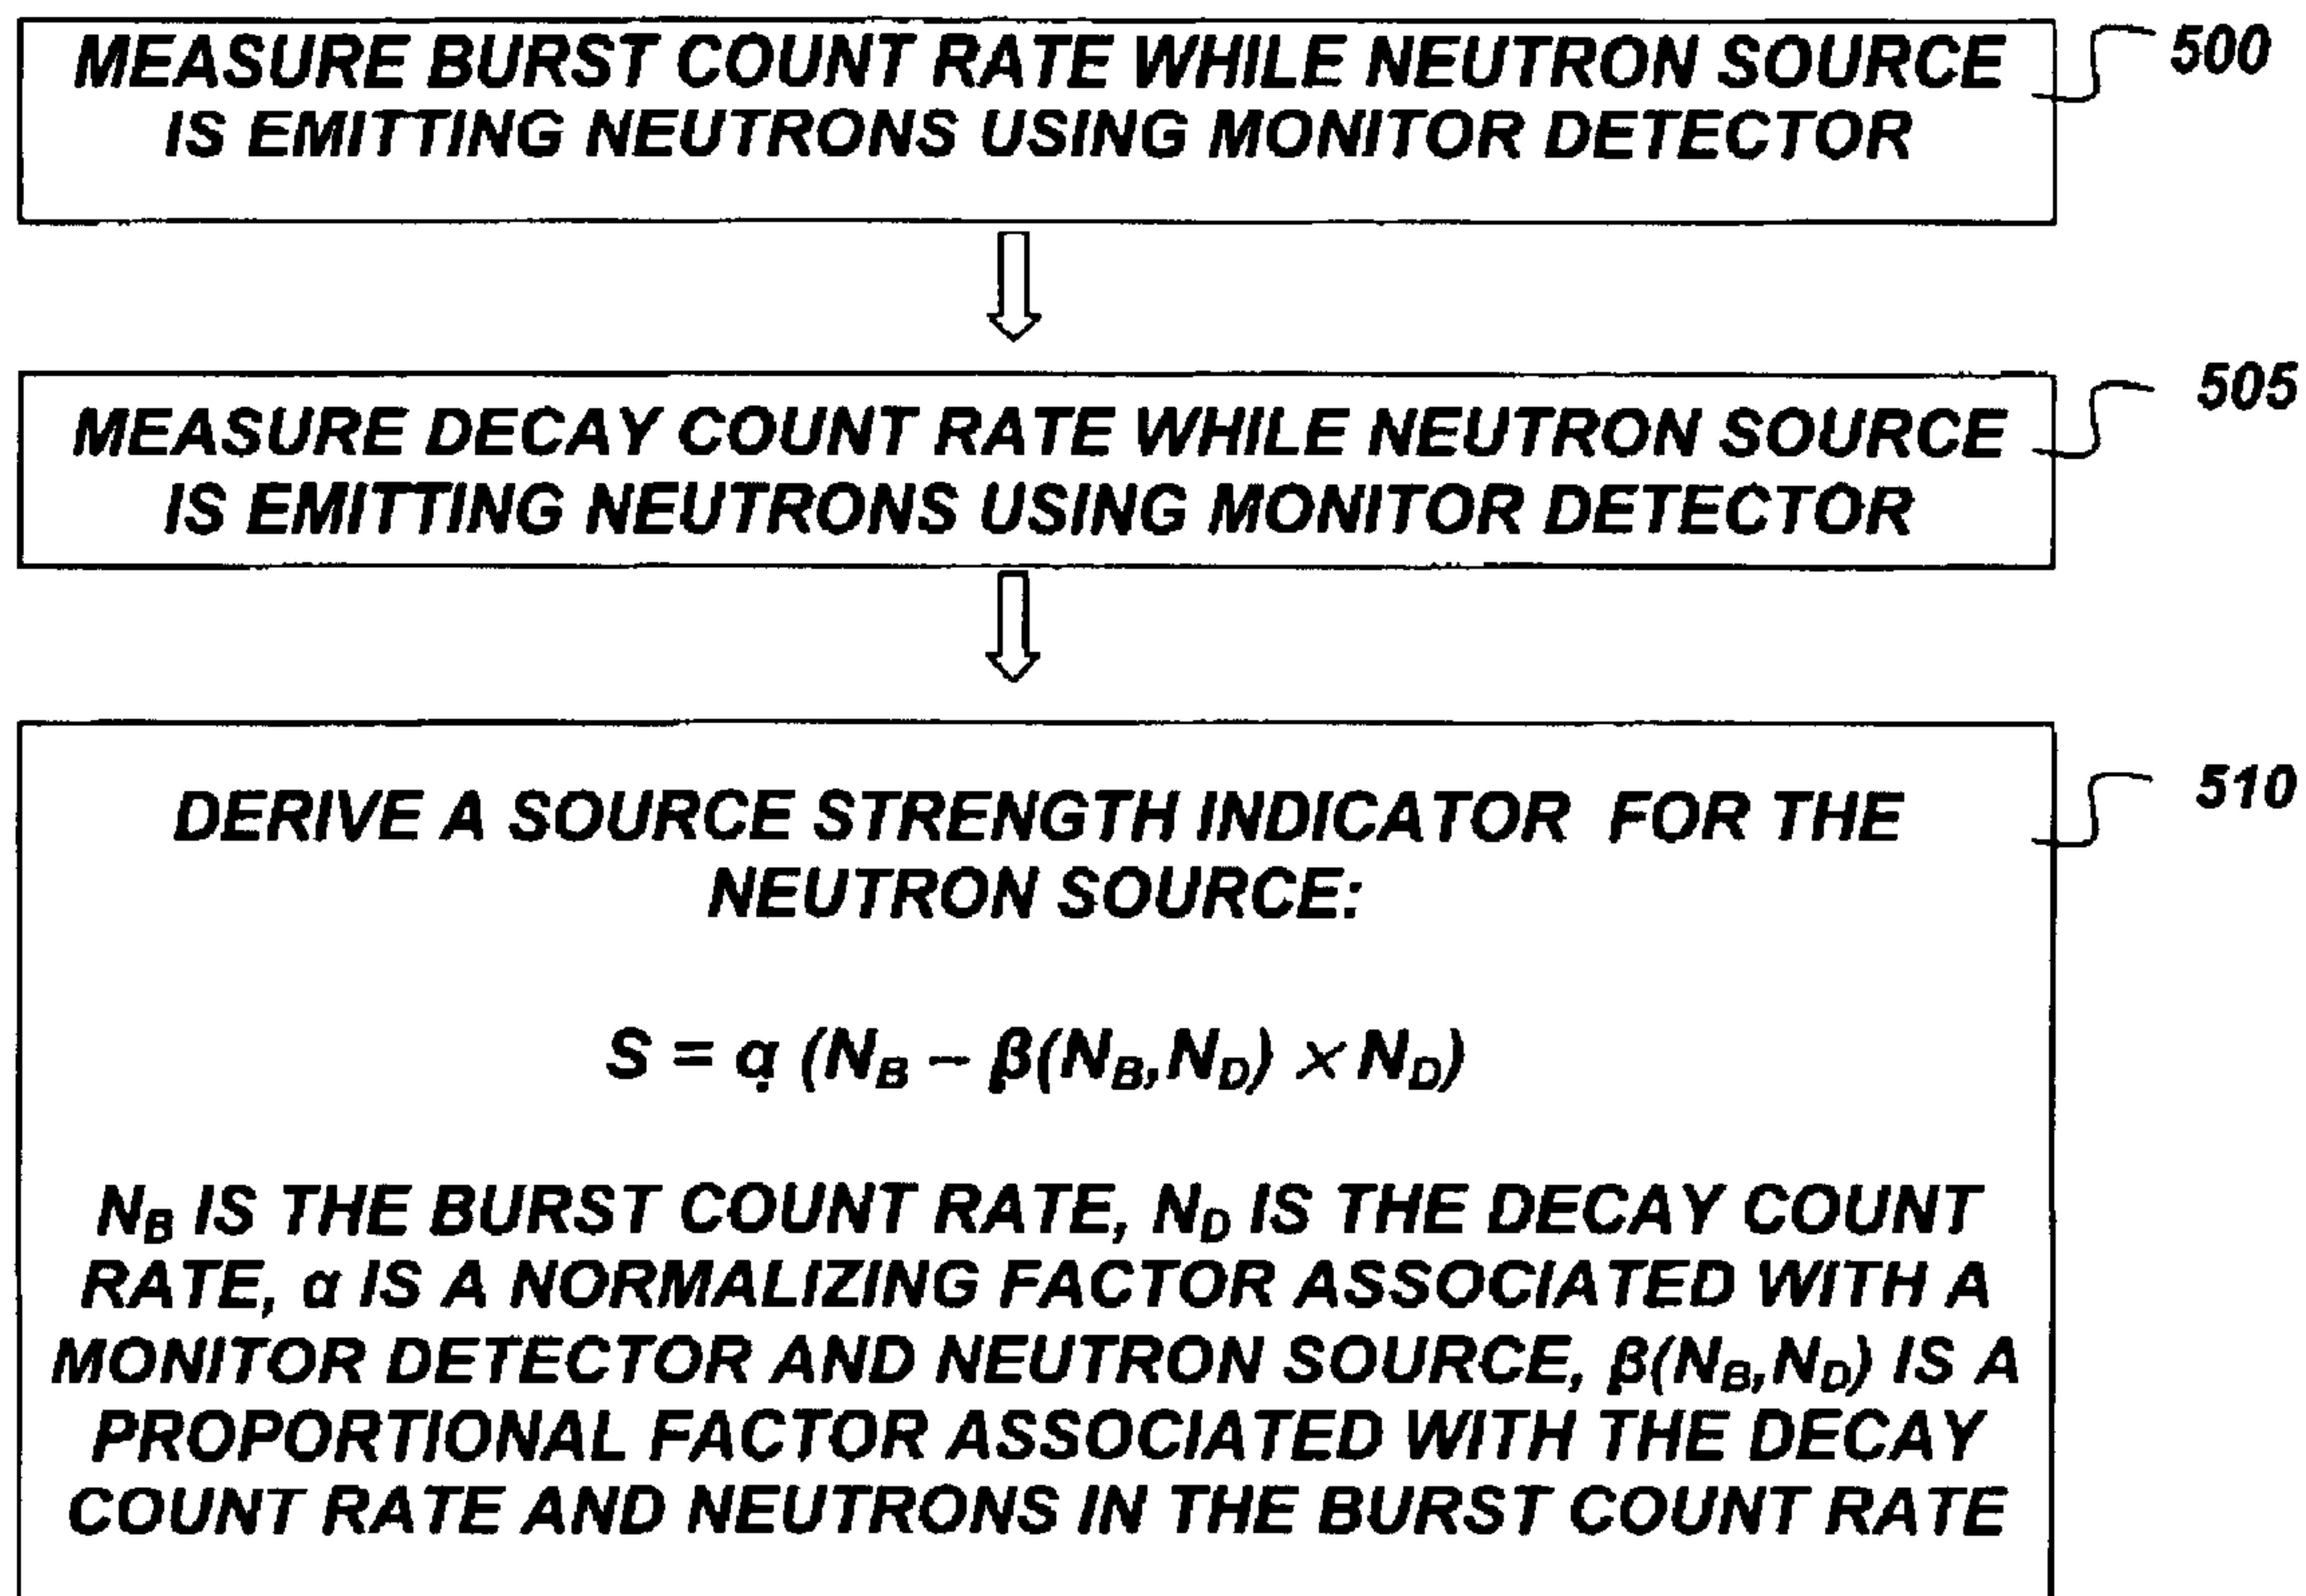 MEASURE BURST COUNT RATE WHILE NEUTRON SOURCE
IS EMITTING NEUTRONS USING MONITOR DETECTOR
500
MEASURE DECAY COUNT RATE WHILE NEUTRON SOURCE
IS EMITTING NEUTRONS USING MONITOR DETECTOR
505
DERIVE A SOURCE STRENGTH INDICATOR FOR THE
510
NEUTRON SOURCE:
S = α (N_B – β(N_B,N_D) x N_D)
N_B IS THE BURST COUNT RATE, N_D IS THE DECAY COUNT
RATE, α IS A NORMALIZING FACTOR ASSOCIATED WITH A
MONITOR DETECTOR AND NEUTRON SOURCE, β(N_B,N_D) IS A
PROPORTIONAL FACTOR ASSOCIATED WITH THE DECAY
COUNT RATE AND NEUTRONS IN THE BURST COUNT RATE